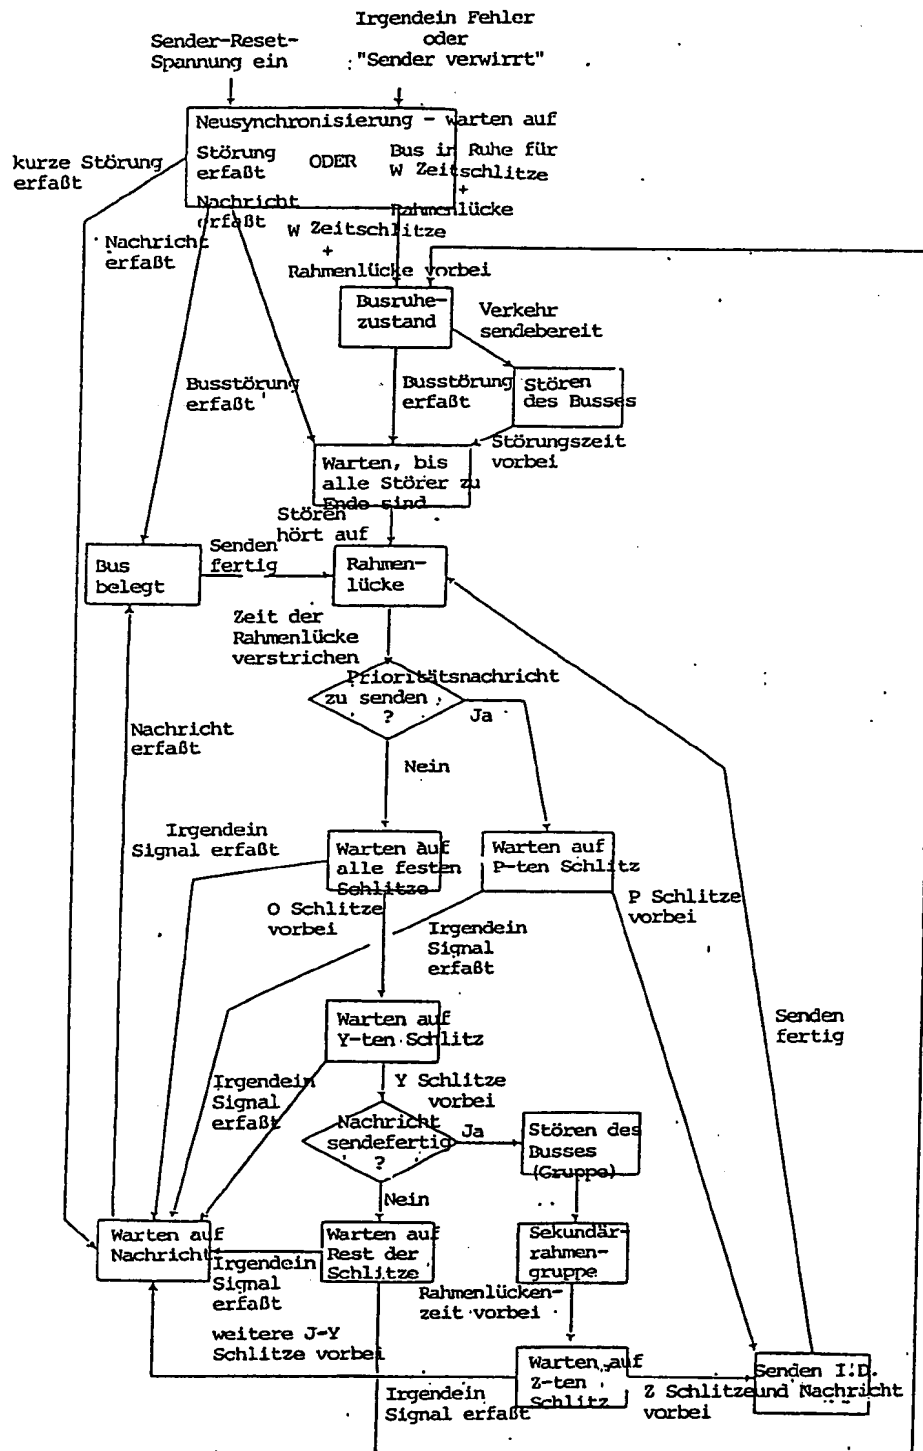 Irgendein Fehler
oder
"Sender verwirrt"
Sender-Reset-
Spannung ein
Neusynchronisierung - warten auf
Störung
erfaßt
ODER
Bus in Ruhe für
W Zeitschlitze
+
Rahmenlücke
Nachricht
erfaßt
kurze Störung
erfaßt
Nachricht
erfaßt
W Zeitschlitze
+
Rahmenlücke vorbei
Busruhe-
zustand
Verkehr
sendebereit
Busstörung
erfaßt
Busstörung
erfaßt
Stören
des Busses
Störungszeit
vorbei
Warten, bis
alle Störer zu
Ende sind
Stören
hört auf
Bus
belegt
Senden
fertig
Rahmen-
lücke
Zeit der
Rahmenlücke
verstrichen
Prioritätsnachricht
zu senden
?
Ja
Nein
Nachricht
erfaßt
Irgendein
Signal erfaßt
Warten auf
alle festen
Schlitze
Warten auf
P-ten Schlitz
O Schlitze
vorbei
Irgendein
Signal
erfaßt
P Schlitze
vorbei
Warten auf
Y-ten Schlitz
Senden
fertig
Irgendein
Signal
erfaßt
Y Schlitze
vorbei
Nachricht
sendefertig
?
Ja
Nein
Stören des
Busses
(Gruppe)
Warten auf
Nachricht
Warten auf
Rest der
Schlitze
Sekundär-
rahmen-
gruppe
Irgendein
Signal
erfaßt
Rahmenlücken-
zeit vorbei
weitere J-Y
Schlitze vorbei
Warten auf
Z-ten
Schlitz
Irgendein
Signal erfaßt
Z Schlitze
vorbei
Senden I.D.
und Nachricht